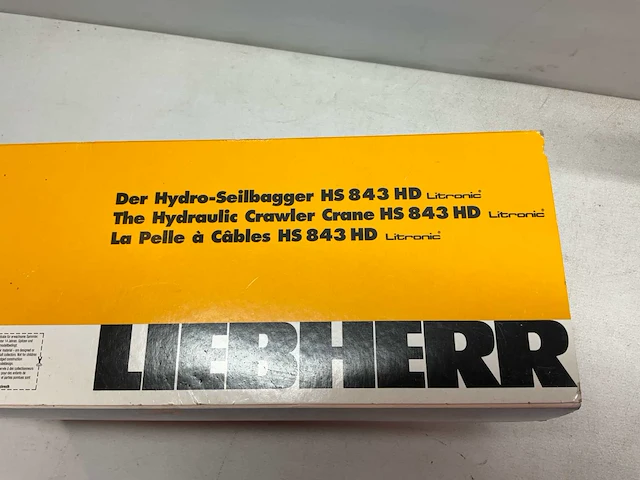 Der Hydro-Seilbagger HS 843 HD Litronic®
The Hydraulic Crawler Crane HS 843 HD Litronic®
La Pelle à Câbles HS 843 HD Litronic®
LIEBHERR